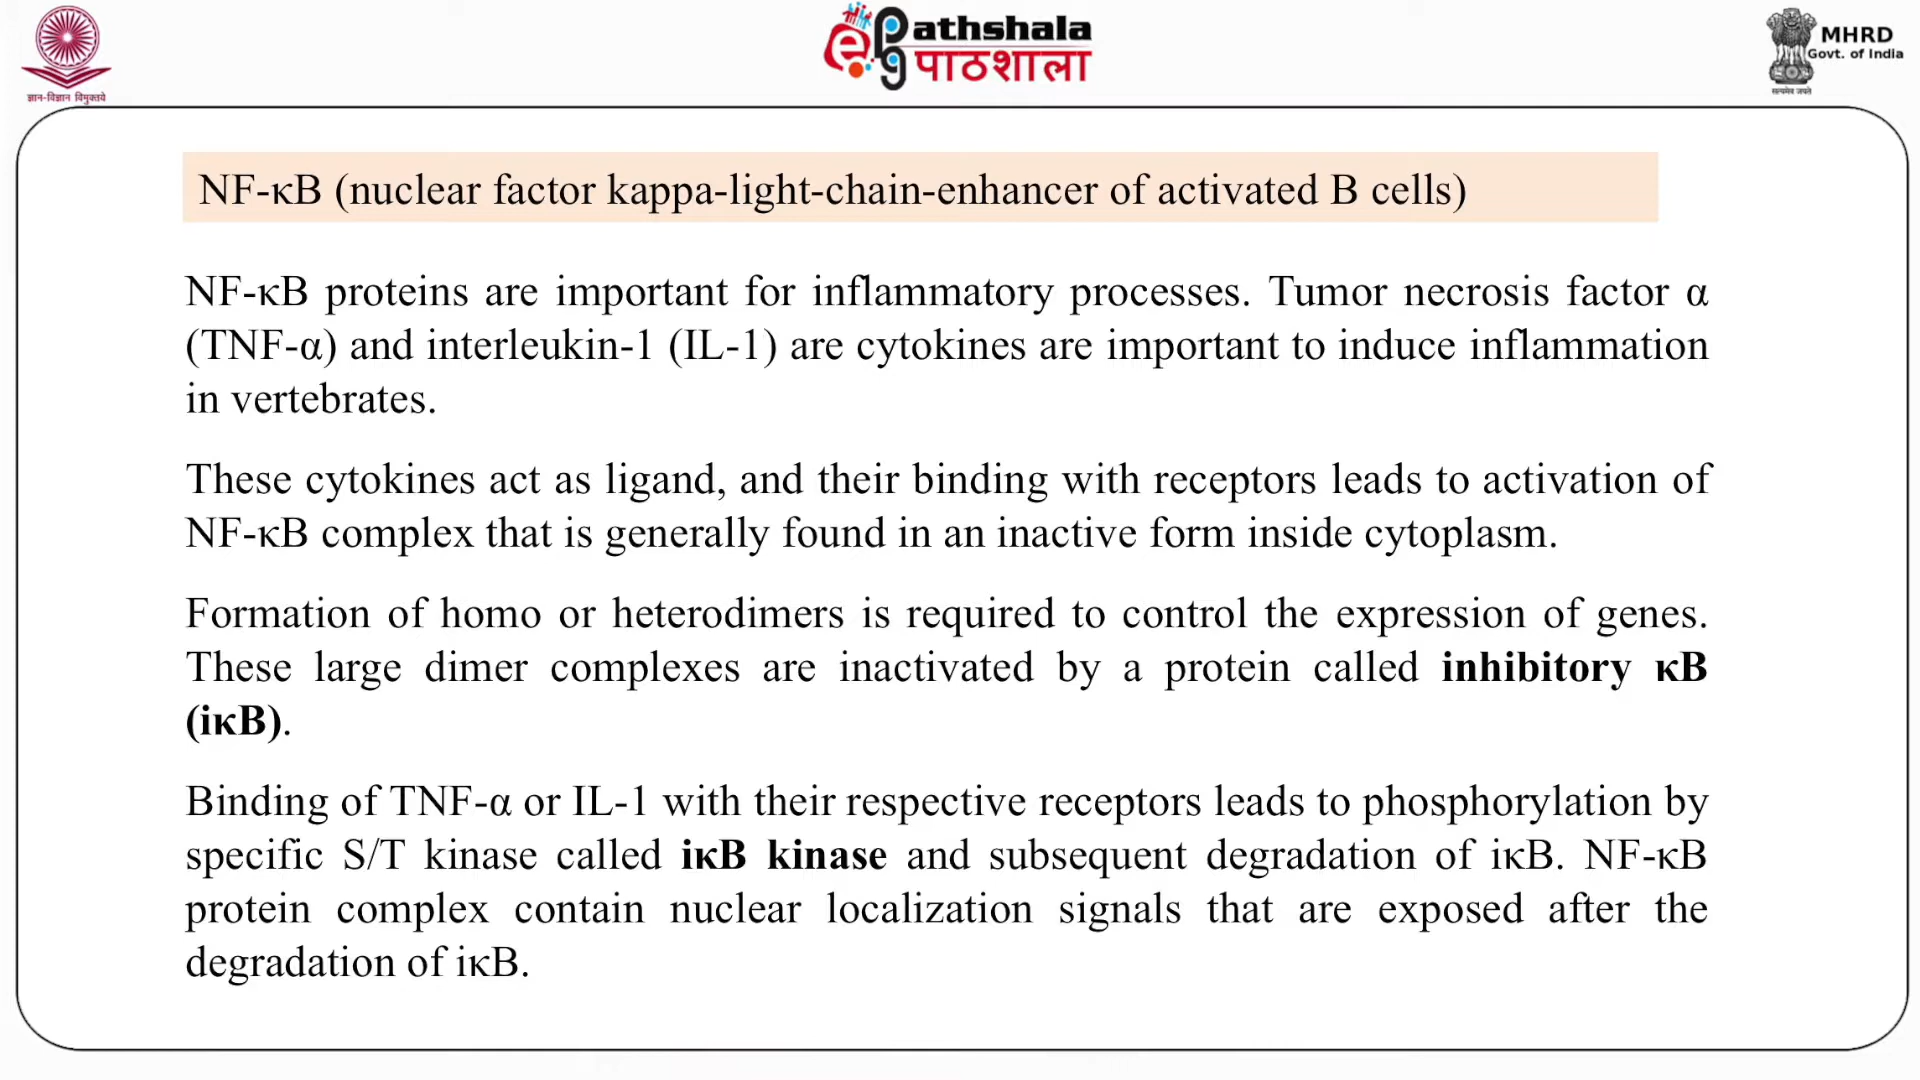 ज्ञान-विज्ञान विमुक्तये
ePG
athshala
पाठशाला
MHRD
Govt. of India
सत्यमेव जयते
NF-κB (nuclear factor kappa-light-chain-enhancer of activated B cells)
NF-κB proteins are important for inflammatory processes. Tumor necrosis factor α
(TNF-α) and interleukin-1 (IL-1) are cytokines are important to induce inflammation
in vertebrates.
These cytokines act as ligand, and their binding with receptors leads to activation of
NF-κB complex that is generally found in an inactive form inside cytoplasm.
Formation of homo or heterodimers is required to control the expression of genes.
These large dimer complexes are inactivated by a protein called inhibitory κB
(iκB).
Binding of TNF-α or IL-1 with their respective receptors leads to phosphorylation by
specific S/T kinase called iκB kinase and subsequent degradation of iκB. NF-κB
protein complex contain nuclear localization signals that are exposed after the
degradation of iκB.